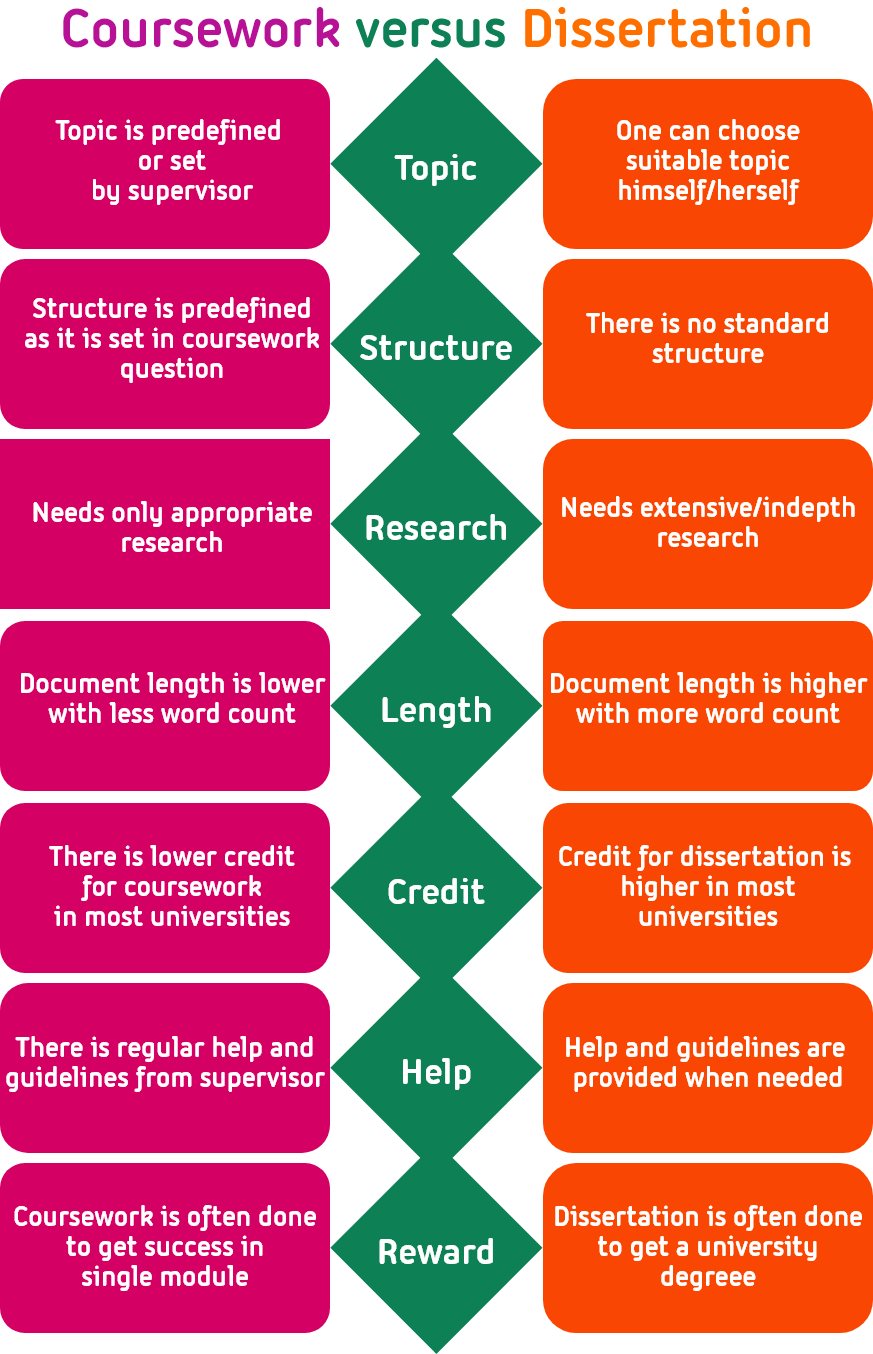 Coursework versus Dissertation
Topic is predefined
or set
by supervisor
Topic
One can choose
suitable topic
himself/herself
Structure is predefined
as it is set in coursework
question
Structure
There is no standard
structure
Needs only appropriate
research
Research
Needs extensive/indepth
research
Document length is lower
with less word count
Length
Document length is higher
with more word count
There is lower credit
for coursework
in most universities
Credit
Credit for dissertation is
higher in most
universities
There is regular help and
guidelines from supervisor
Help
Help and guidelines are
provided when needed
Coursework is often done
to get success in
single module
Reward
Dissertation is often done
to get a university
degreee